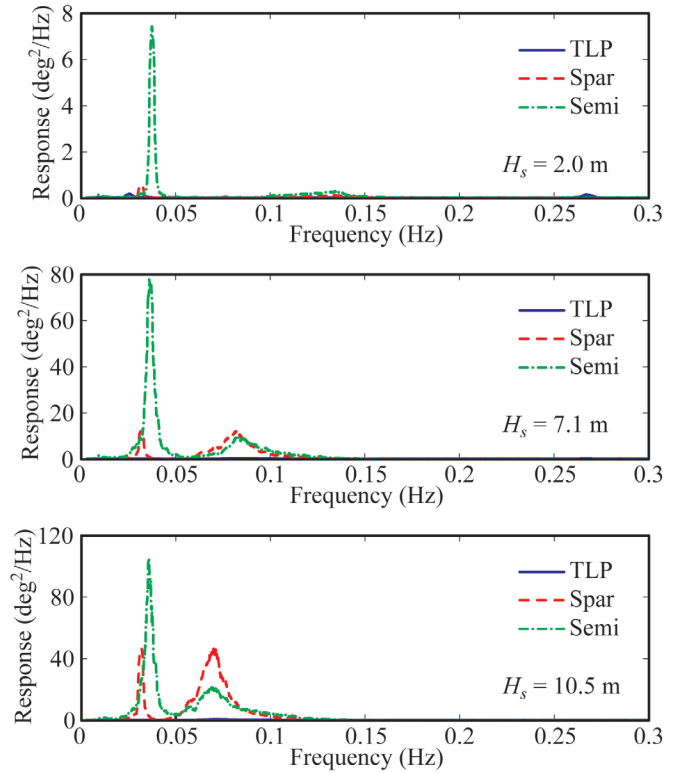 8
6
4
2
0
Response (deg²/Hz)
TLP
Spar
Semi
Hₛ = 2.0 m
0 0.05 0.1 0.15 0.2 0.25 0.3
Frequency (Hz)
80
60
40
20
0
Response (deg²/Hz)
TLP
Spar
Semi
Hₛ = 7.1 m
0 0.05 0.1 0.15 0.2 0.25 0.3
Frequency (Hz)
120
80
40
0
Response (deg²/Hz)
TLP
Spar
Semi
Hₛ = 10.5 m
0 0.05 0.1 0.15 0.2 0.25 0.3
Frequency (Hz)